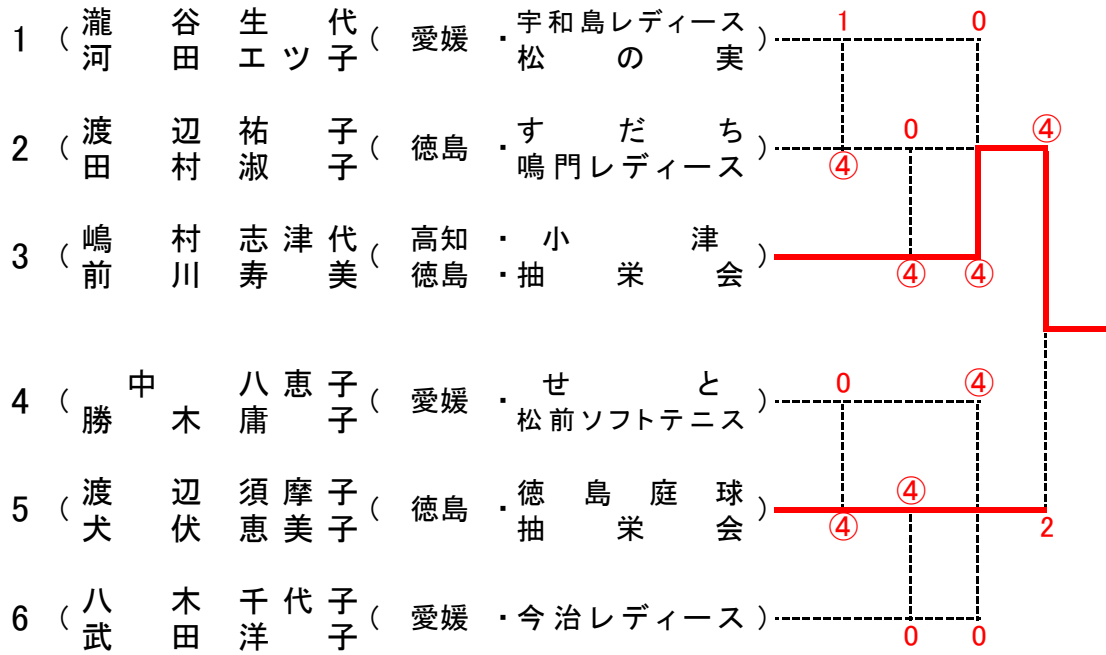 瀧谷生代 宇和島レディース 1 0
1 ( ( 愛媛 ・ )
河田エツ子 松の実
渡辺祐子 すだち 0 ④
2 ( ( 徳島 ・ )
田村淑子 鳴門レディース ④
嶋村志津代 高知 ・ 小津
3 ( ( )
前川寿美 徳島 ・ 抽栄会 ④ ④
中八恵子 せと 0 ④
4 ( ( 愛媛 ・ )
勝木庸子 松前ソフトテニス
渡辺須摩子 徳島庭球 ④
5 ( ( 徳島 ・ )
犬伏恵美子 抽栄会 ④ 2
八木千代子
6 ( ( 愛媛 ・ 今治レディース )
武田洋子 0 0